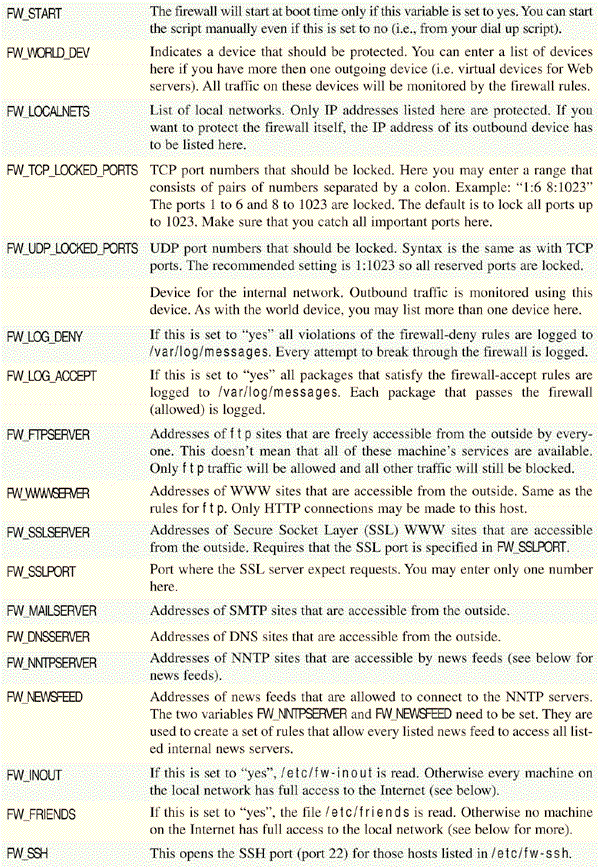 FW_START The firewall will start at boot time only if this variable is set to yes. You can start
the script manually even if this is set to no (i.e., from your dial up script).
FW_WORLD_DEV Indicates a device that should be protected. You can enter a list of devices
here if you have more then one outgoing device (i.e. virtual devices for Web
servers). All traffic on these devices will be monitored by the firewall rules.
FW_LOCALNETS List of local networks. Only IP addresses listed here are protected. If you
want to protect the firewall itself, the IP address of its outbound device has
to be listed here.
FW_TCP_LOCKED_PORTS TCP port numbers that should be locked. Here you may enter a range that
consists of pairs of numbers separated by a colon. Example: “1:6 8:1023”
The ports 1 to 6 and 8 to 1023 are locked. The default is to lock all ports up
to 1023. Make sure that you catch all important ports here.
FW_UDP_LOCKED_PORTS UDP port numbers that should be locked. Syntax is the same as with TCP
ports. The recommended setting is 1:1023 so all reserved ports are locked.
Device for the internal network. Outbound traffic is monitored using this
device. As with the world device, you may list more than one device here.
FW_LOG_DENY If this is set to “yes” all violations of the firewall-deny rules are logged to
/var/log/messages. Every attempt to break through the firewall is logged.
FW_LOG_ACCEPT If this is set to “yes” all packages that satisfy the firewall-accept rules are
logged to /var/log/messages. Each package that passes the firewall
(allowed) is logged.
FW_FTPSERVER Addresses of ftp sites that are freely accessible from the outside by every-
one. This doesn’t mean that all of these machine’s services are available.
Only ftp traffic will be allowed and all other traffic will still be blocked.
FW_WWWSERVER Addresses of WWW sites that are accessible from the outside. Same as the
rules for ftp. Only HTTP connections may be made to this host.
FW_SSLSERVER Addresses of Secure Socket Layer (SSL) WWW sites that are accessible
from the outside. Requires that the SSL port is specified in FW_SSLPORT.
FW_SSLPORT Port where the SSL server expect requests. You may enter only one number
here.
FW_MAILSERVER Addresses of SMTP sites that are accessible from the outside.
FW_DNSSERVER Addresses of DNS sites that are accessible from the outside.
FW_NNTPSERVER Addresses of NNTP sites that are accessible by news feeds (see below for
news feeds).
FW_NEWSFEED Addresses of news feeds that are allowed to connect to the NNTP servers.
The two variables FW_NNTPSERVER and FW_NEWSFEED need to be set. They are
used to create a set of rules that allow every listed news feed to access all list-
ed internal news servers.
FW_INOUT If this is set to “yes”, /etc/fw-inout is read. Otherwise every machine on
the local network has full access to the Internet (see below).
FW_FRIENDS If this is set to “yes”, the file /etc/friends is read. Otherwise no machine
on the Internet has full access to the local network (see below for more).
FW_SSH This opens the SSH port (port 22) for those hosts listed in /etc/fw-ssh.